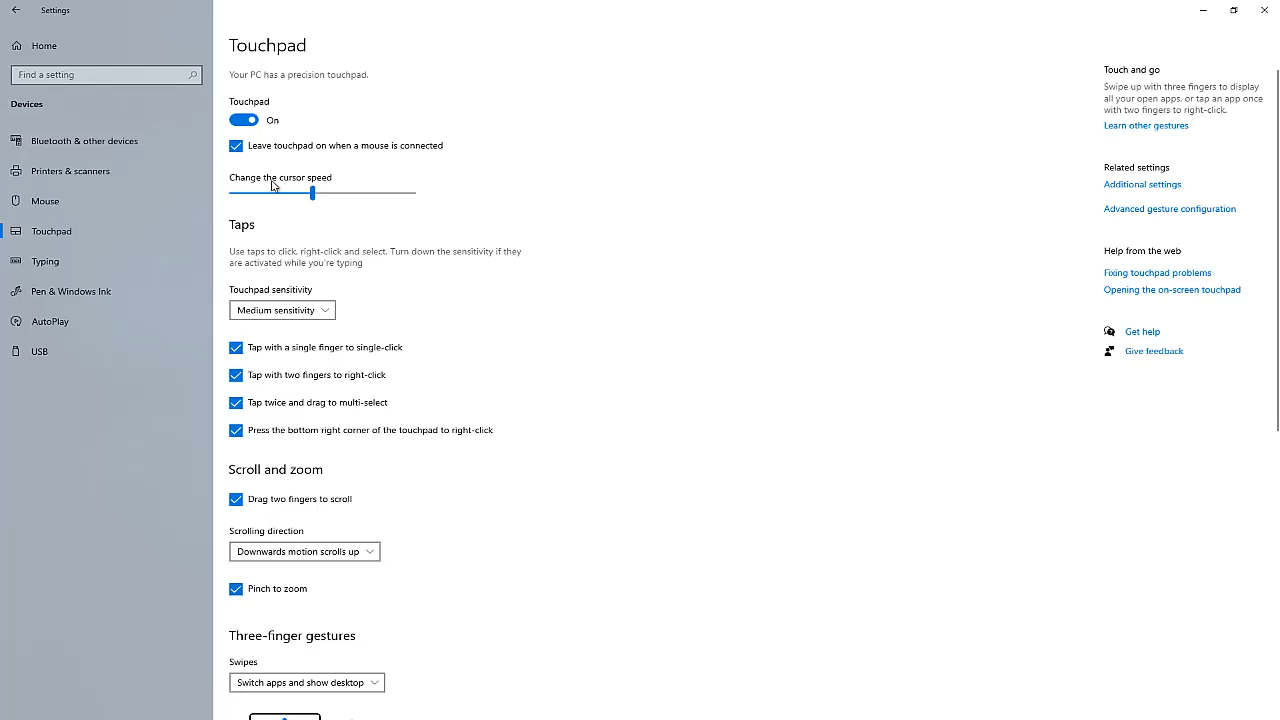 Settings
Home
Find a setting
Devices
Bluetooth & other devices
Printers & scanners
Mouse
Touchpad
Typing
Pen & Windows Ink
AutoPlay
USB
Touchpad
Your PC has a precision touchpad.
Touchpad
On
Leave touchpad on when a mouse is connected
Change the cursor speed
Taps
Use taps to click, right-click and select. Turn down the sensitivity if they
are activated while you're typing
Touchpad sensitivity
Medium sensitivity
Tap with a single finger to single-click
Tap with two fingers to right-click
Tap twice and drag to multi-select
Press the bottom right corner of the touchpad to right-click
Scroll and zoom
Drag two fingers to scroll
Scrolling direction
Downwards motion scrolls up
Pinch to zoom
Three-finger gestures
Swipes
Switch apps and show desktop
Touch and go
Swipe up with three fingers to display
all your open apps, or tap an app once
with two fingers to right-click.
Learn other gestures
Related settings
Additional settings
Advanced gesture configuration
Help from the web
Fixing touchpad problems
Opening the on-screen touchpad
Get help
Give feedback